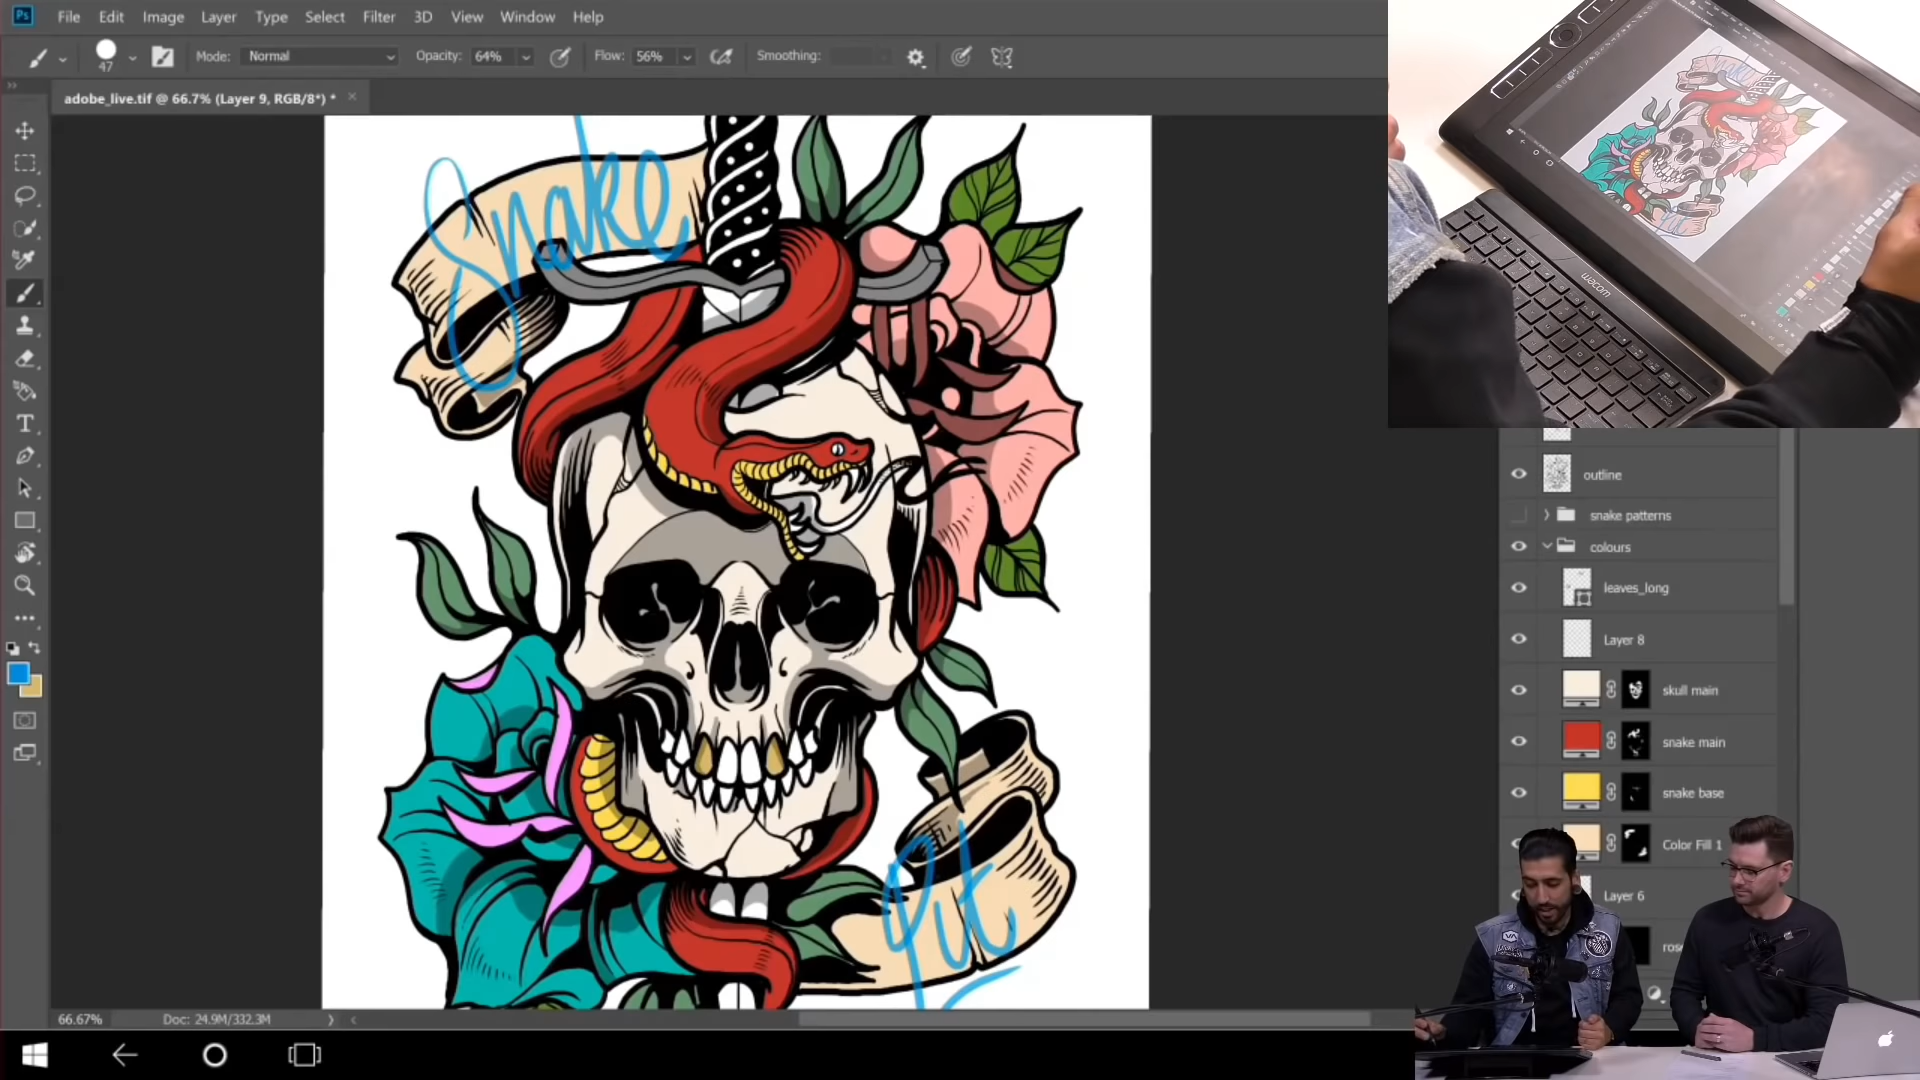 Ps File Edit Image Layer Type Select Filter 3D View Window Help
47 Mode: Normal Opacity: 64% Flow: 56% Smoothing:
adobe_live.tif @ 66.7% (Layer 9, RGB/8*) *
Snake
Pit
outline
snake patterns
colours
leaves_long
Layer 8
skull main
snake main
snake base
Color Fill 1
Layer 6
66.67% Doc: 24.9M/332.3M
wacom